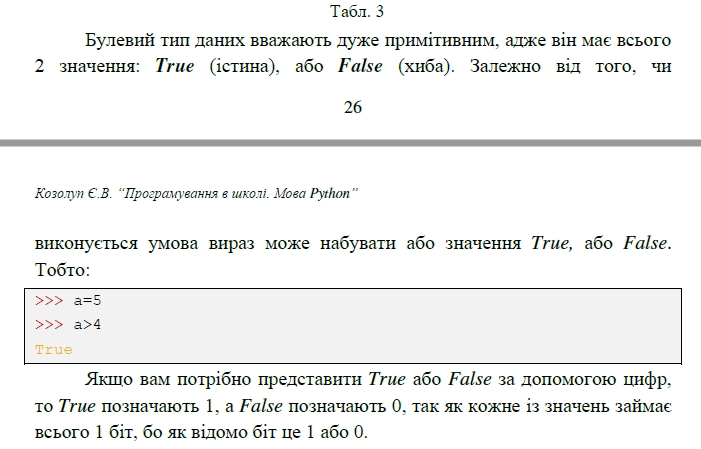 Табл. 3
Булевий тип даних вважають дуже примітивним, адже він має всього
2 значення: True (істина), або False (хиба). Залежно від того, чи
26
Козолуп Є.В. “Програмування в школі. Мова Python”
виконується умова вираз може набувати або значення True, або False.
Тобто:
>>> a=5
>>> a>4
True
Якщо вам потрібно представити True або False за допомогою цифр,
то True позначають 1, а False позначають 0, так як кожне із значень займає
всього 1 біт, бо як відомо біт це 1 або 0.